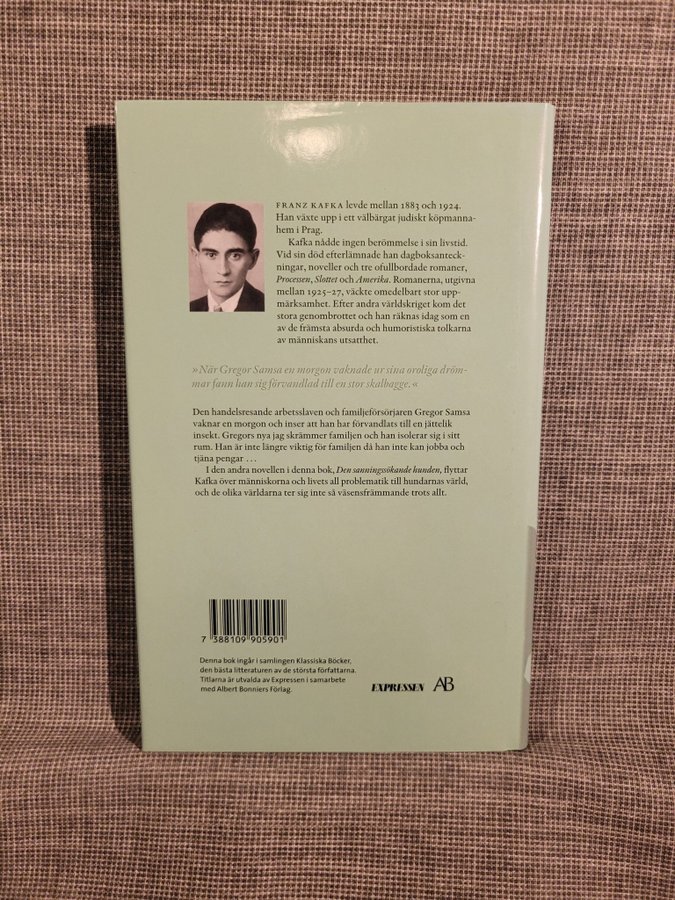 FRANZ KAFKA levde mellan 1883 och 1924.
Han växte upp i ett välbärgat judiskt köpmanna-
hem i Prag.
Kafka nådde ingen berömmelse i sin livstid.
Vid sin död efterlämnade han dagboksanteck-
ningar, noveller och tre ofullbordade romaner,
Processen, Slottet och Amerika. Romanerna, utgivna
mellan 1925–27, väckte omedelbart stor upp-
märksamhet. Efter andra världskriget kom det
stora genombrottet och han räknas idag som en
av de främsta absurda och humoristiska tolkarna
av människans utsatthet.
»När Gregor Samsa en morgon vaknade ur sina oroliga dröm-
mar fann han sig förvandlad till en stor skalbagge.«
Den handelsresande arbetsslaven och familjeförsörjaren Gregor Samsa
vaknar en morgon och inser att han har förvandlats till en jättelik
insekt. Gregors nya jag skrämmer familjen och han isolerar sig i sitt
rum. Han är inte längre viktig för familjen då han inte kan jobba och
tjäna pengar …
I den andra novellen i denna bok, Den sanningssökande hunden, flyttar
Kafka över människorna och livets all problematik till hundarnas värld,
och de olika världarna ter sig inte så väsensfrämmande trots allt.
7 388109 905901
Denna bok ingår i samlingen Klassiska Böcker,
den bästa litteraturen av de största författarna.
Titlarna är utvalda av Expressen i samarbete
med Albert Bonniers Förlag.
EXPRESSEN AB